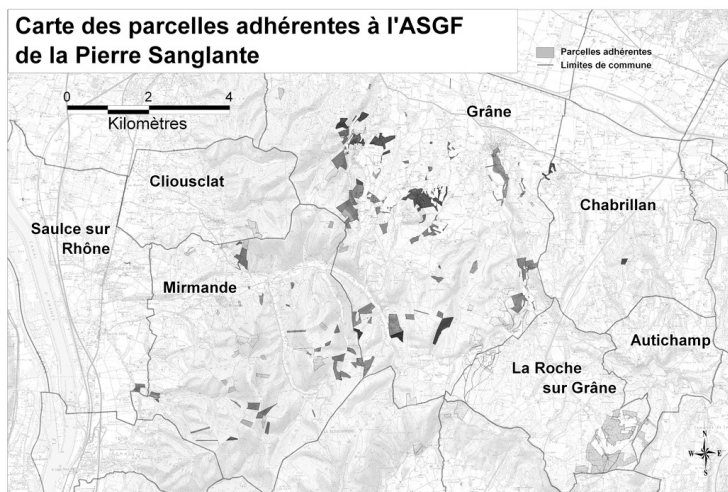 Carte des parcelles adhérentes à l'ASGF
de la Pierre Sanglante
Parcelles adhérentes
Limites de commune
0 2 4
Kilomètres
Grâne
Cliousclat
Chabrillan
Saulce sur
Rhône
Mirmande
Autichamp
La Roche
sur Grâne
N
W E
S